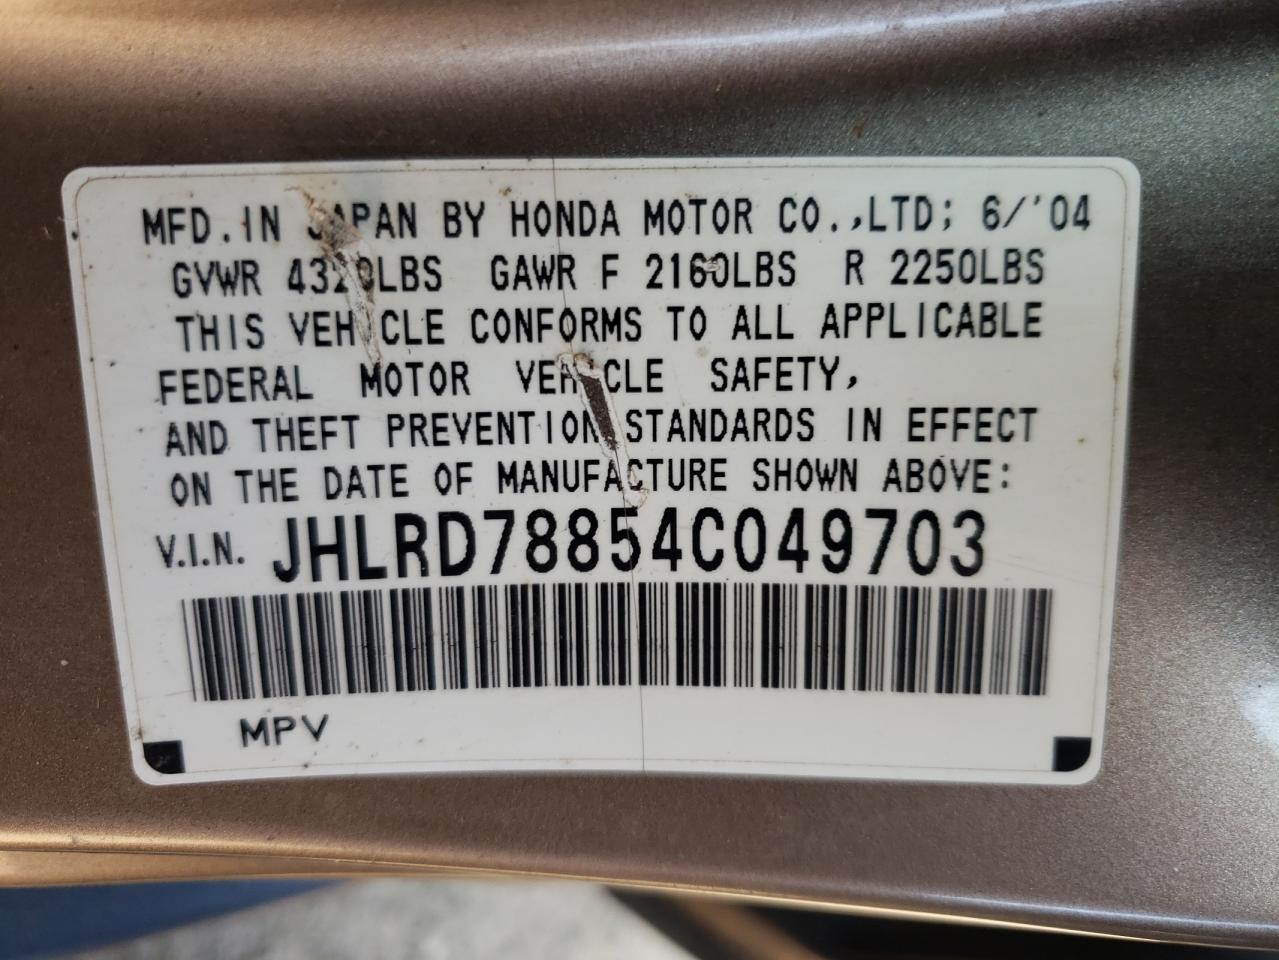 MFD. IN JAPAN BY HONDA MOTOR CO.,LTD; 6/'04
GVWR 4320LBS GAWR F 2160LBS R 2250LBS
THIS VEHICLE CONFORMS TO ALL APPLICABLE
FEDERAL MOTOR VEHICLE SAFETY,
AND THEFT PREVENTION STANDARDS IN EFFECT
ON THE DATE OF MANUFACTURE SHOWN ABOVE:
V.I.N. JHLRD78854C049703
MPV